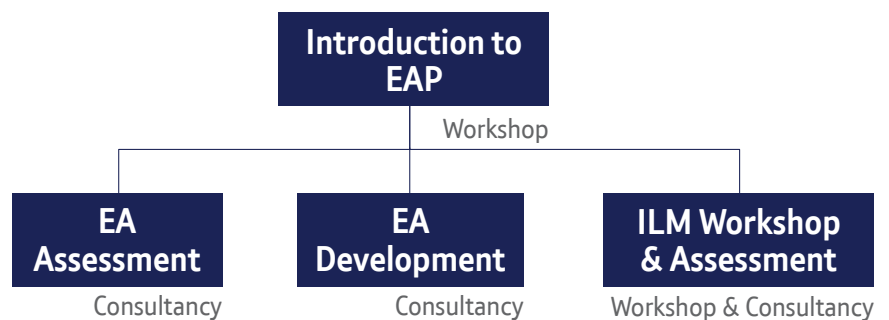 Introduction to
EAP
Workshop
EA
Assessment
Consultancy
EA
Development
Consultancy
ILM Workshop
& Assessment
Workshop & Consultancy